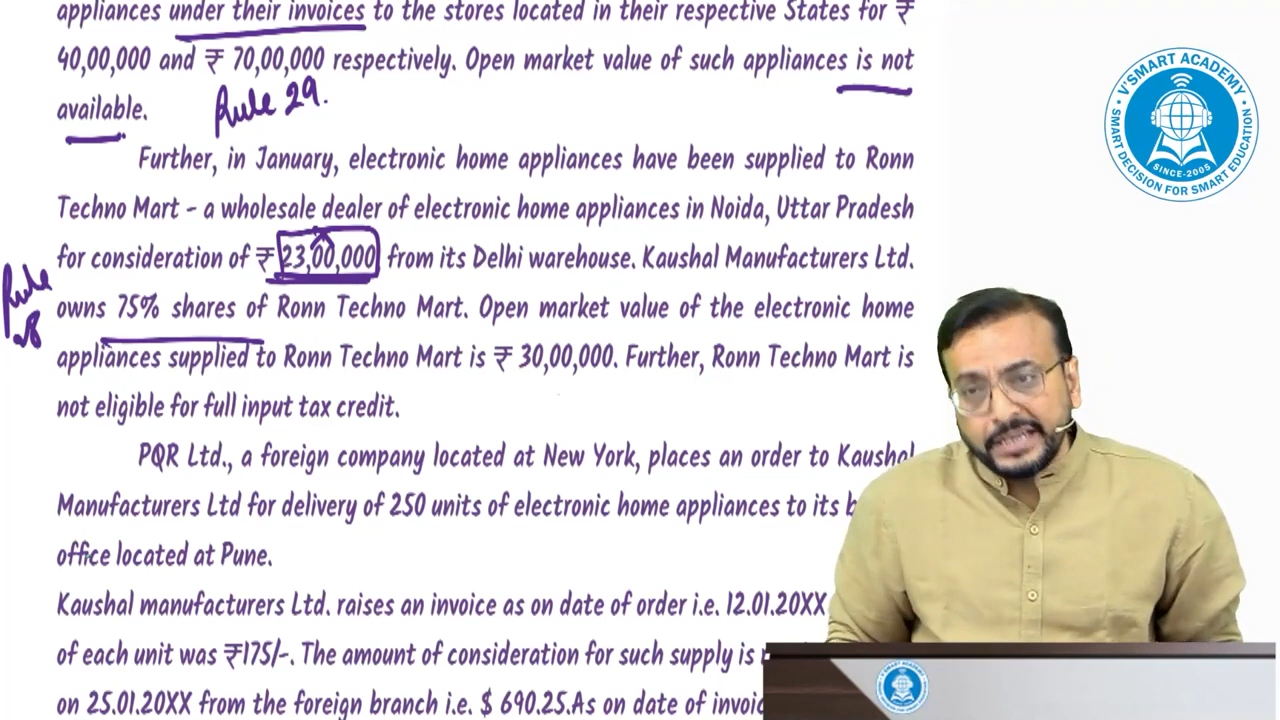 appliances under their invoices to the stores located in their respective States for ₹
40,00,000 and ₹ 70,00,000 respectively. Open market value of such appliances is not
available.
Rule 29.
Further, in January, electronic home appliances have been supplied to Ronn
Techno Mart - a wholesale dealer of electronic home appliances in Noida, Uttar Pradesh
for consideration of ₹ 23,00,000 from its Delhi warehouse. Kaushal Manufacturers Ltd.
Rule
28
owns 75% shares of Ronn Techno Mart. Open market value of the electronic home
appliances supplied to Ronn Techno Mart is ₹ 30,00,000. Further, Ronn Techno Mart is
not eligible for full input tax credit.
PQR Ltd., a foreign company located at New York, places an order to Kaushal
Manufacturers Ltd for delivery of 250 units of electronic home appliances to its
office located at Pune.
Kaushal manufacturers Ltd. raises an invoice as on date of order i.e. 12.01.20XX
of each unit was ₹175/-. The amount of consideration for such supply is
on 25.01.20XX from the foreign branch i.e. $ 690.25.As on date of
V'SMART ACADEMY
SINCE-2005
SMART DECISION FOR SMART EDUCATION